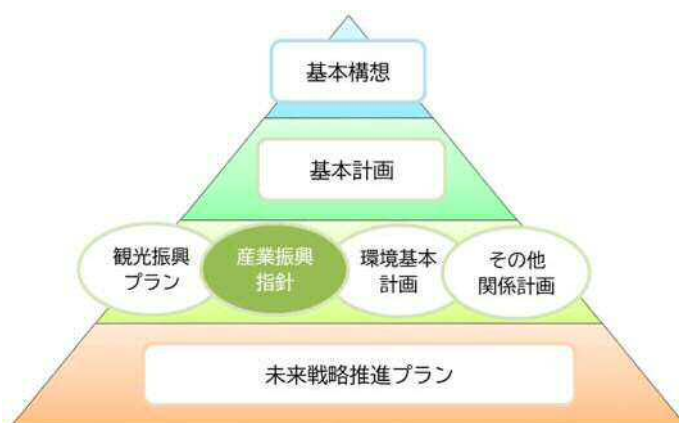 基本構想
基本計画
観光振興
プラン
産業振興
指針
環境基本
計画
その他
関係計画
未来戦略推進プラン